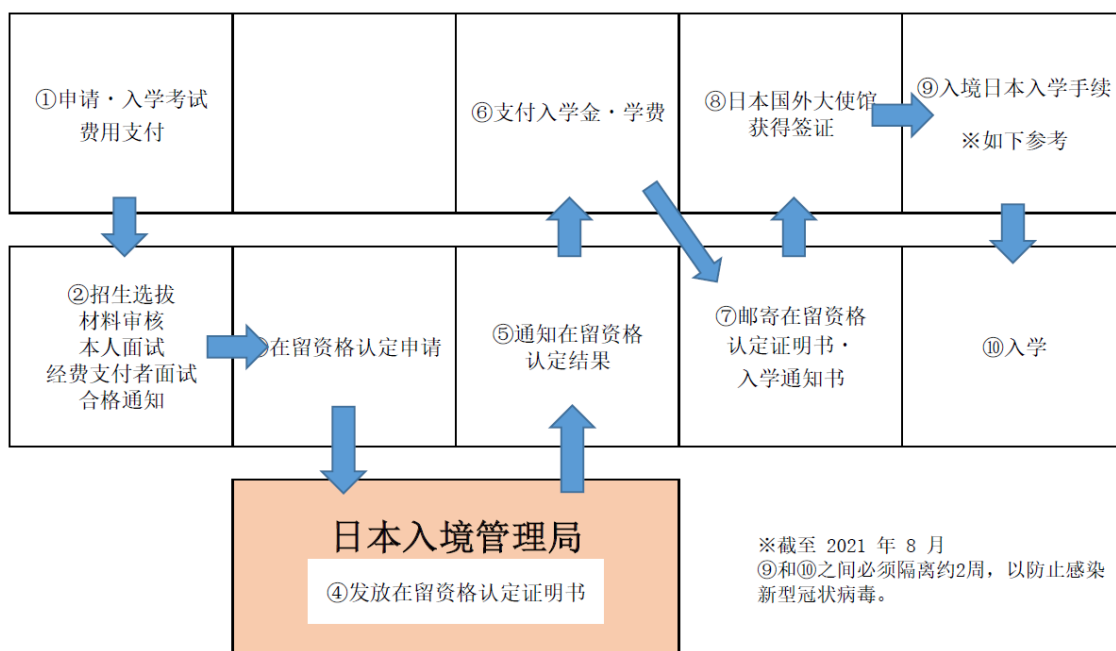 ①申请・入学考试
费用支付
⑥支付入学金・学费
⑧日本国外大使馆
获得签证
⑨入境日本入学手续
※如下参考
②招生选拔
材料审核
本人面试
经费支付者面试
合格通知
在留资格认定申请
⑤通知在留资格
认定结果
⑦邮寄在留资格
认定证明书・
入学通知书
⑩入学
日本入境管理局
④发放在留资格认定证明书
※截至 2021 年 8 月
⑨和⑩之间必须隔离约2周，以防止感染
新型冠状病毒。